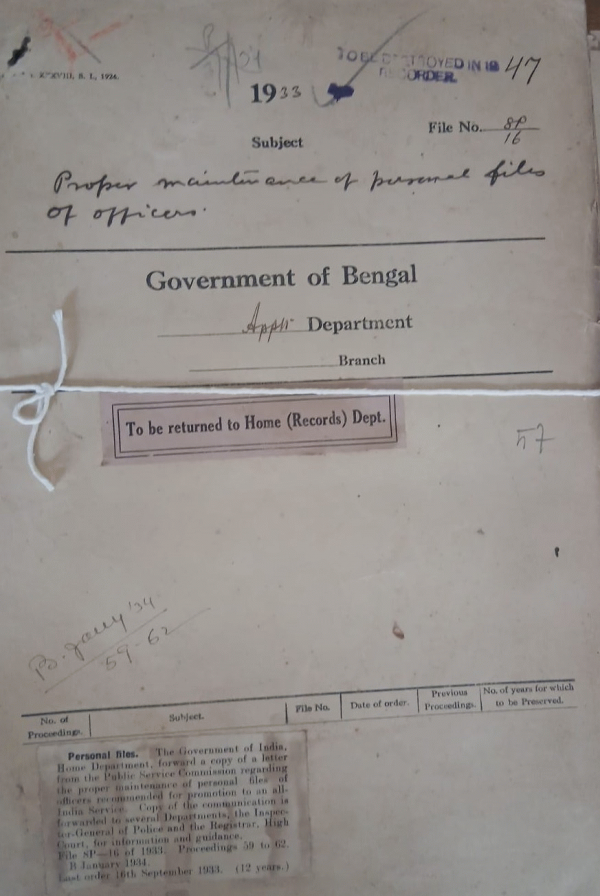 XXVIII, B. I., 1924.
TO BE DESTROYED IN 19 47
RECORDER.
1933
File No. 8P/16
Subject
Proper maintenance of personal files
of officers.
Government of Bengal
Appt Department
Branch
To be returned to Home (Records) Dept.
57
B. Jany '34
59-62
No. of Proceedings.
Subject.
File No.
Date of order.
Previous Proceedings.
No. of years for which to be Preserved.
Personal files. The Government of India,
Home Department, forward a copy of a letter
from the Public Service Commission regarding
the proper maintenance of personal files of
officers recommended for promotion to an all-
India Service. Copy of the communication is
forwarded to several Departments, the Inspec-
tor-General of Police and the Registrar, High
Court, for information and guidance.
File 8P—16 of 1933. Proceedings 59 to 62.
B January 1934.
Last order 16th September 1933. (12 years.)